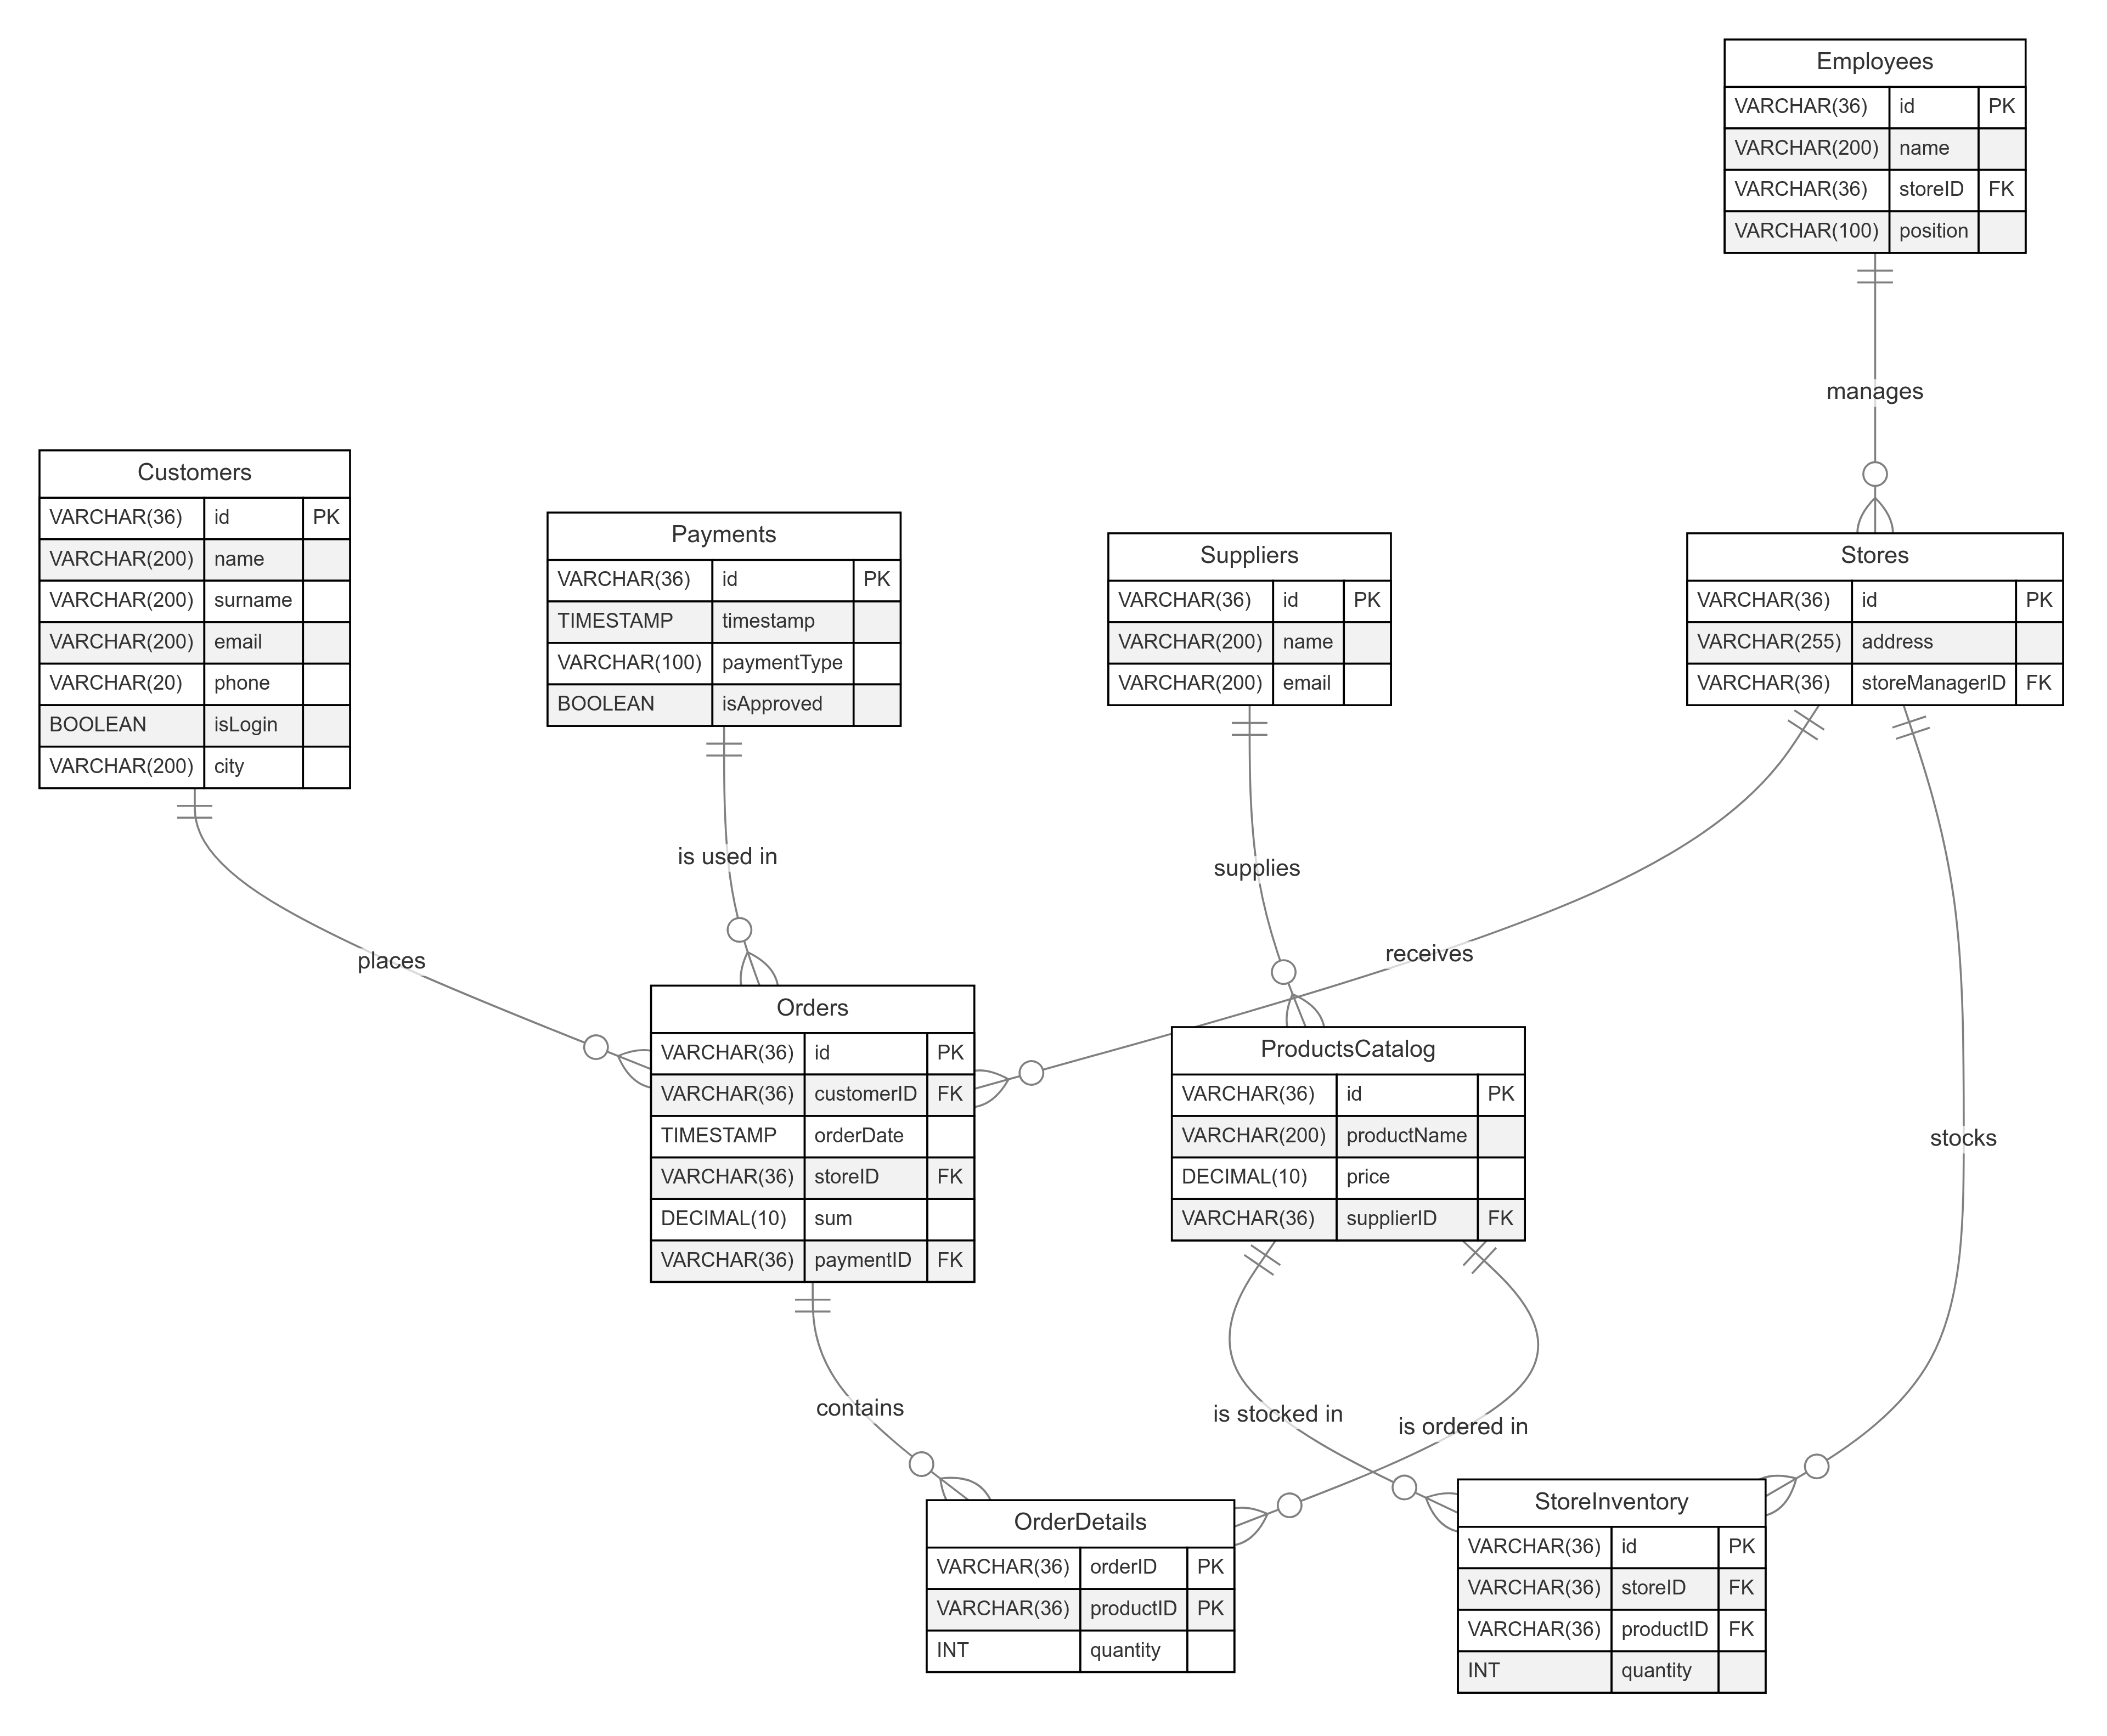 Employees
VARCHAR(36) id PK
VARCHAR(200) name
VARCHAR(36) storeID FK
VARCHAR(100) position
manages
Customers
VARCHAR(36) id PK
VARCHAR(200) name
VARCHAR(200) surname
VARCHAR(200) email
VARCHAR(20) phone
BOOLEAN isLogin
VARCHAR(200) city
Payments
VARCHAR(36) id PK
TIMESTAMP timestamp
VARCHAR(100) paymentType
BOOLEAN isApproved
Suppliers
VARCHAR(36) id PK
VARCHAR(200) name
VARCHAR(200) email
Stores
VARCHAR(36) id PK
VARCHAR(255) address
VARCHAR(36) storeManagerID FK
is used in
supplies
places
receives
Orders
VARCHAR(36) id PK
VARCHAR(36) customerID FK
TIMESTAMP orderDate
VARCHAR(36) storeID FK
DECIMAL(10) sum
VARCHAR(36) paymentID FK
ProductsCatalog
VARCHAR(36) id PK
VARCHAR(200) productName
DECIMAL(10) price
VARCHAR(36) supplierID FK
stocks
contains
is stocked in
is ordered in
OrderDetails
VARCHAR(36) orderID PK
VARCHAR(36) productID PK
INT quantity
StoreInventory
VARCHAR(36) id PK
VARCHAR(36) storeID FK
VARCHAR(36) productID FK
INT quantity